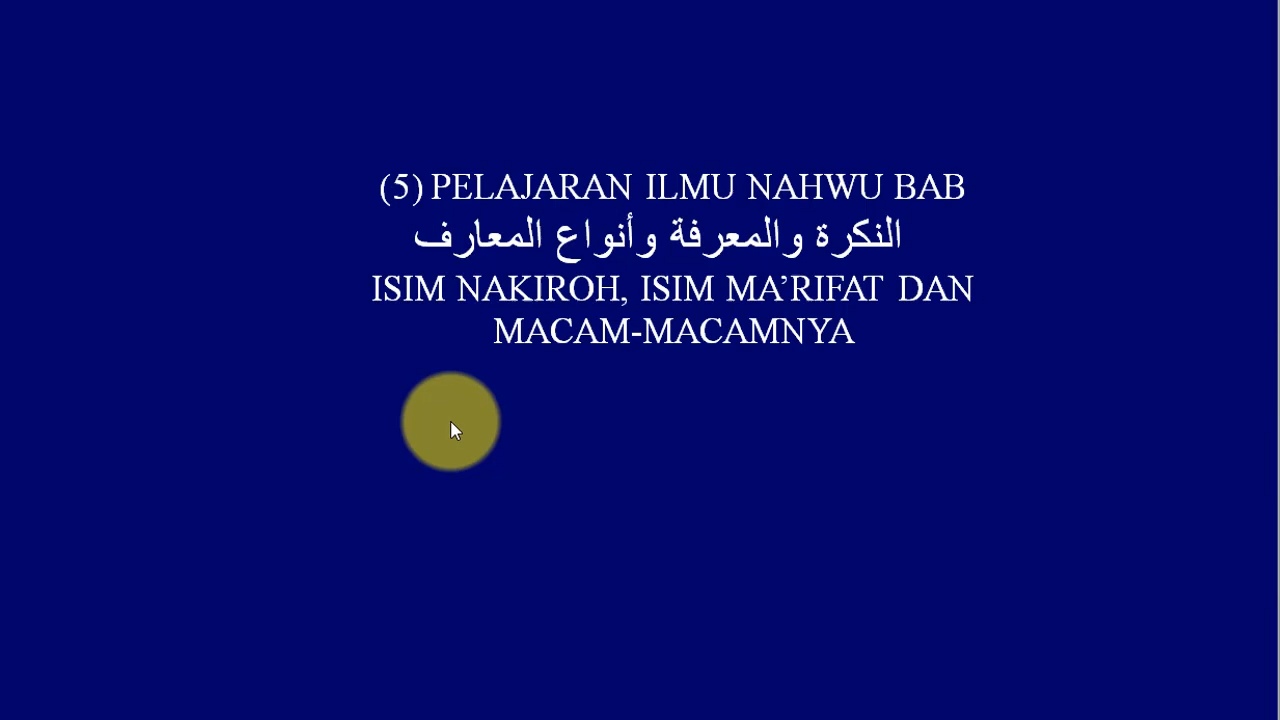 (5) PELAJARAN ILMU NAHWU BAB
النكرة والمعرفة وأنواع المعارف
ISIM NAKIROH, ISIM MA’RIFAT DAN
MACAM-MACAMNYA